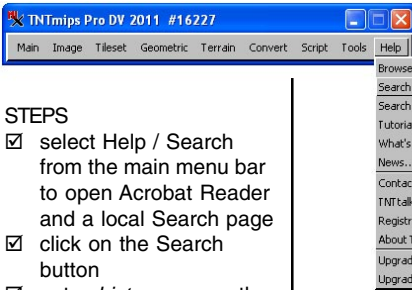 TNTmips Pro DV 2011 #16227
Main Image Tileset Geometric Terrain Convert Script Tools Help
Browse
Search
Search
Tutoria
What's
News..
Contac
TNTtalk
Registr
About T
Upgrad
Upgrad
STEPS
☑ select Help / Search
from the main menu bar
to open Acrobat Reader
and a local Search page
☑ click on the Search
button